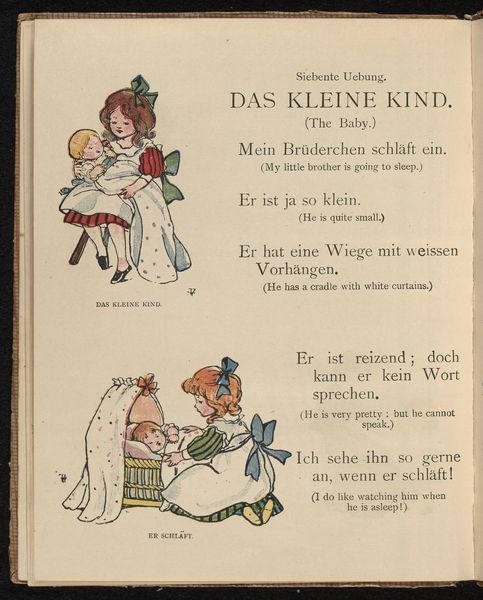 Siebente Uebung.
DAS KLEINE KIND.
(The Baby.)
Mein Brüderchen schläft ein.
(My little brother is going to sleep.)
Er ist ja so klein.
(He is quite small.)
Er hat eine Wiege mit weissen
Vorhängen.
(He has a cradle with white curtains.)
DAS KLEINE KIND.
Er ist reizend; doch
kann er kein Wort
sprechen.
(He is very pretty: but he cannot
speak.)
Ich sehe ihn so gerne
an, wenn er schläft!
(I do like watching him when
he is asleep!)
ER SCHLÄFT.